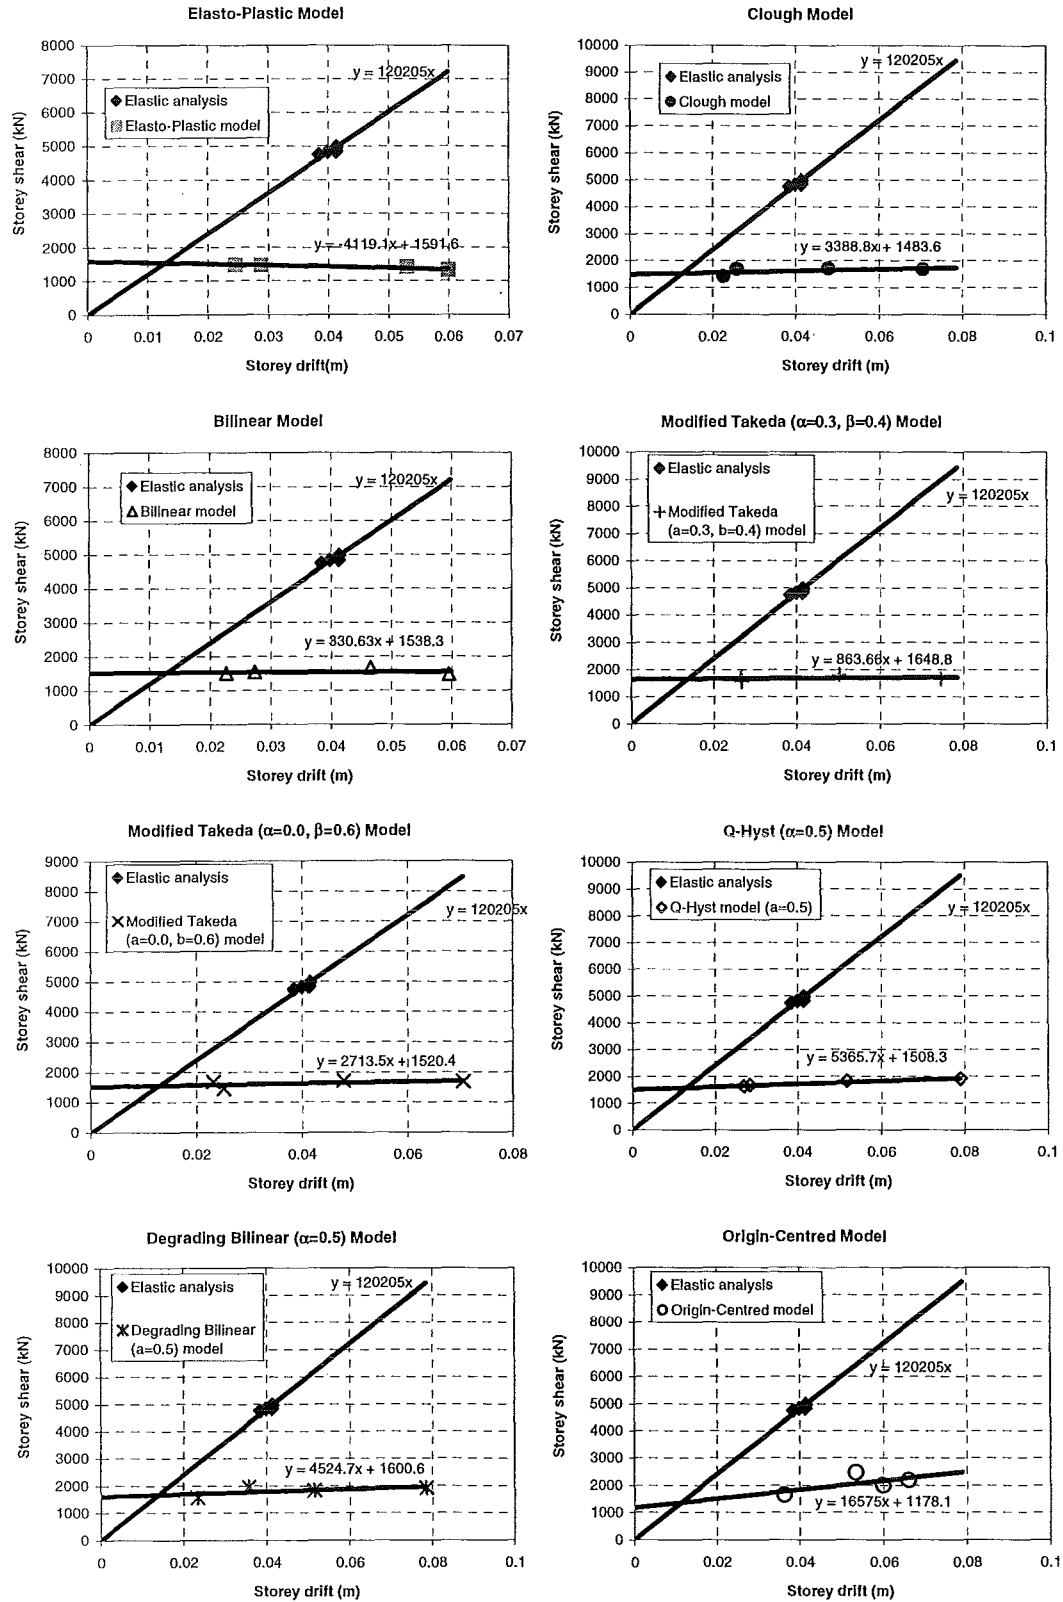 Elasto-Plastic Model
8000
7000
6000
5000
4000
3000
2000
1000
0
Storey shear (kN)
y = 120205x
Elastic analysis
Elasto-Plastic model
y = -4119.1x + 1591.6
0 0.01 0.02 0.03 0.04 0.05 0.06 0.07
Storey drift(m)
Clough Model
10000
9000
8000
7000
6000
5000
4000
3000
2000
1000
0
Storey shear (kN)
y = 120205x
Elastic analysis
Clough model
y = 3388.8x + 1483.6
0 0.02 0.04 0.06 0.08 0.1
Storey drift (m)
Bilinear Model
8000
7000
6000
5000
4000
3000
2000
1000
0
Storey shear (kN)
y = 120205x
Elastic analysis
Bilinear model
y = 830.63x + 1538.3
0 0.01 0.02 0.03 0.04 0.05 0.06 0.07
Storey drift (m)
Modified Takeda (α=0.3, β=0.4) Model
10000
9000
8000
7000
6000
5000
4000
3000
2000
1000
0
Storey shear (kN)
Elastic analysis
Modified Takeda
(a=0.3, b=0.4) model
y = 120205x
y = 863.66x + 1648.8
0 0.02 0.04 0.06 0.08 0.1
Storey drift (m)
Modified Takeda (α=0.0, β=0.6) Model
9000
8000
7000
6000
5000
4000
3000
2000
1000
0
Storey shear (kN)
Elastic analysis
Modified Takeda
(a=0.0, b=0.6) model
y = 120205x
y = 2713.5x + 1520.4
0 0.02 0.04 0.06 0.08
Storey drift (m)
Q-Hyst (α=0.5) Model
10000
9000
8000
7000
6000
5000
4000
3000
2000
1000
0
Storey shear (kN)
Elastic analysis
Q-Hyst model (a=0.5)
y = 120205x
y = 5365.7x + 1508.3
0 0.02 0.04 0.06 0.08 0.1
Storey drift (m)
Degrading Bilinear (α=0.5) Model
10000
9000
8000
7000
6000
5000
4000
3000
2000
1000
0
Storey shear (kN)
y = 120205x
Elastic analysis
Degrading Bilinear
(a=0.5) model
y = 4524.7x + 1600.6
0 0.02 0.04 0.06 0.08 0.1
Storey drift (m)
Origin-Centred Model
10000
9000
8000
7000
6000
5000
4000
3000
2000
1000
0
Storey shear (kN)
Elastic analysis
Origin-Centred model
y = 120205x
y = 16575x + 1178.1
0 0.02 0.04 0.06 0.08 0.1
Storey drift (m)